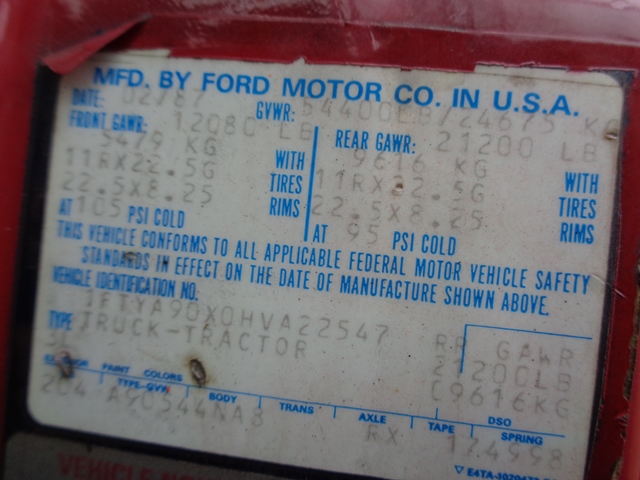 MFD. BY FORD MOTOR CO. IN U.S.A.
DATE: 02/87 GVWR: 54400LB/24675 KG
FRONT GAWR: 12080 LB REAR GAWR: 21200 LB
5479 KG WITH 9616 KG WITH
11RX22.5G TIRES 11RX22.5G TIRES
22.5X8.25 RIMS 22.5X8.25 RIMS
AT 105 PSI COLD AT 95 PSI COLD
THIS VEHICLE CONFORMS TO ALL APPLICABLE FEDERAL MOTOR VEHICLE SAFETY
STANDARDS IN EFFECT ON THE DATE OF MANUFACTURE SHOWN ABOVE.
VEHICLE IDENTIFICATION NO.
1FTYA90X0HVA22547
TYPE TRUCK-TRACTOR RR GAWR
21200LB
EXTERIOR PAINT COLORS (9616KG
TYPE-GVW BODY TRANS AXLE TAPE DSO SPRING
RX 174998
VEHICLE